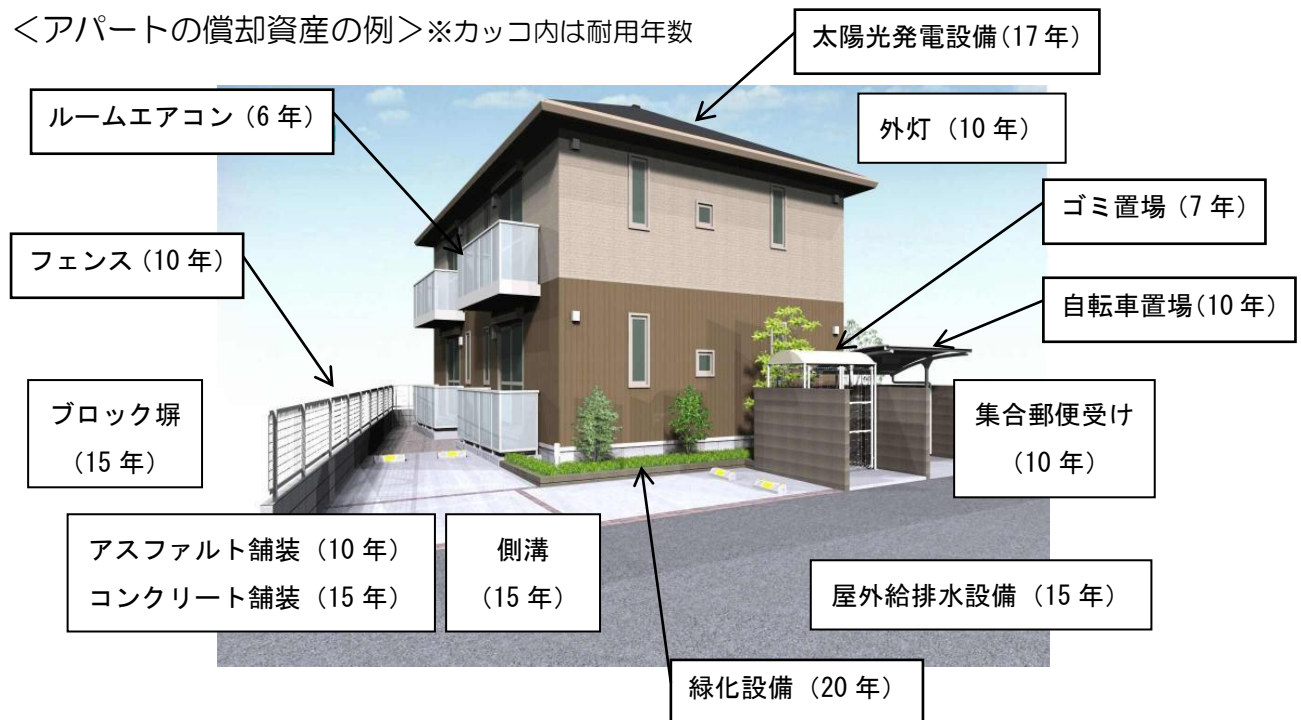 ＜アパートの償却資産の例＞※カッコ内は耐用年数
太陽光発電設備（17年）
ルームエアコン（6年）
外灯（10年）
ゴミ置場（7年）
フェンス（10年）
自転車置場（10年）
ブロック塀
（15年）
集合郵便受け
（10年）
アスファルト舗装（10年）
コンクリート舗装（15年）
側溝
（15年）
屋外給排水設備（15年）
緑化設備（20年）